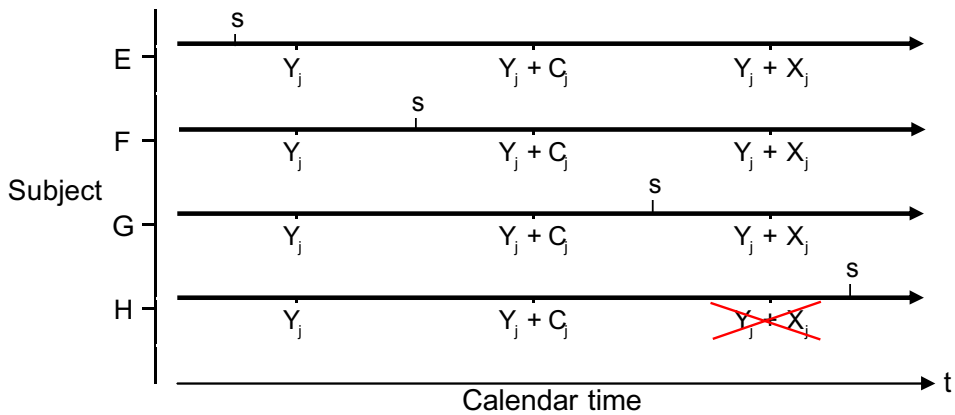 s
E
Yⱼ Yⱼ + Cⱼ Yⱼ + Xⱼ
s
F
Yⱼ Yⱼ + Cⱼ Yⱼ + Xⱼ
Subject
s
G
Yⱼ Yⱼ + Cⱼ Yⱼ + Xⱼ
s
H
Yⱼ Yⱼ + Cⱼ Yⱼ + Xⱼ
t
Calendar time